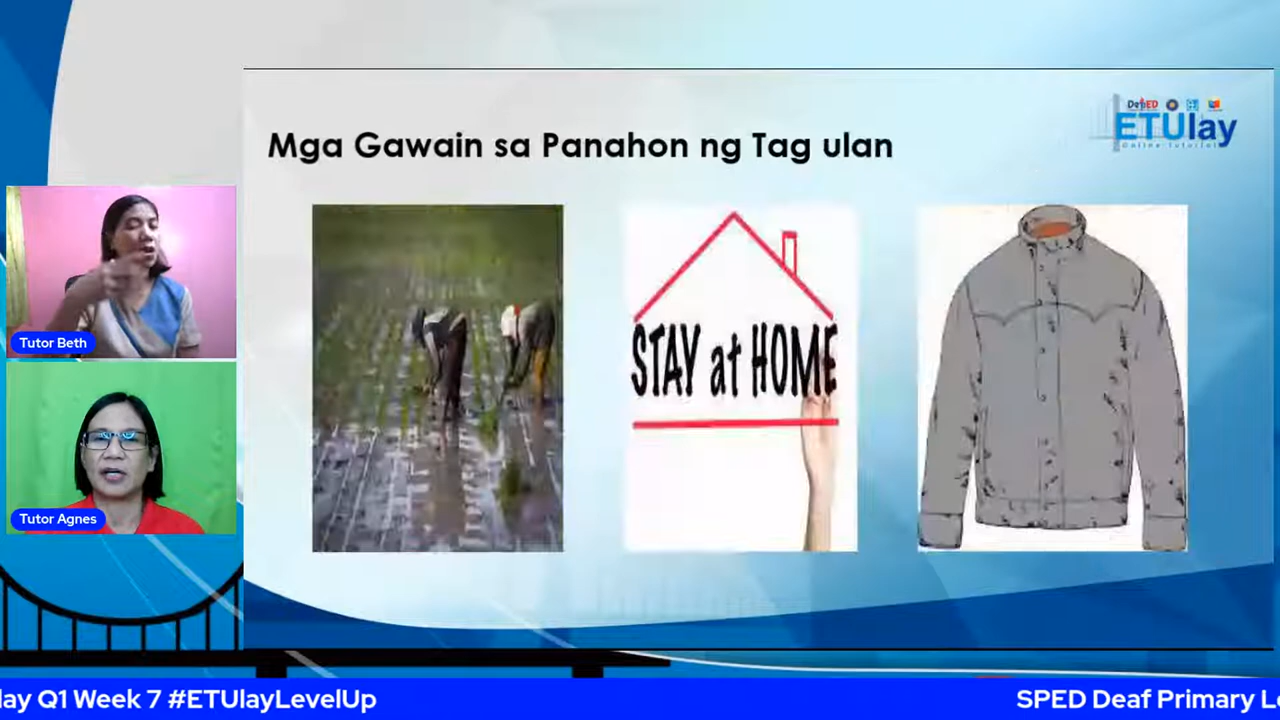 Mga Gawain sa Panahon ng Tag ulan
DepED
ETUlay
Online Tutorial
STAY at HOME
Tutor Beth
Tutor Agnes
lay Q1 Week 7 #ETUlayLevelUp
SPED Deaf Primary Le